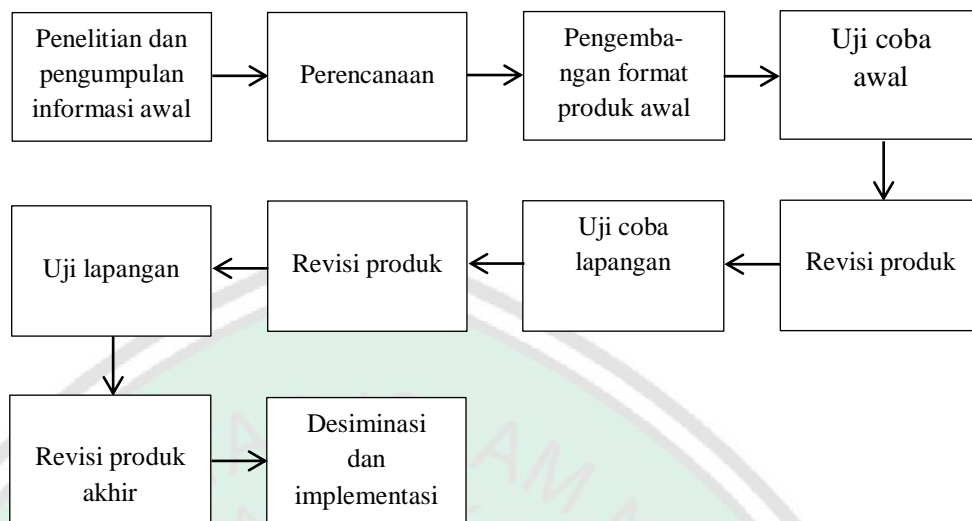 Penelitian dan
pengumpulan
informasi awal
Perencanaan
Pengemba-
ngan format
produk awal
Uji coba
awal
Revisi produk
Uji coba
lapangan
Revisi produk
Uji lapangan
Revisi produk
akhir
Desiminasi
dan
implementasi